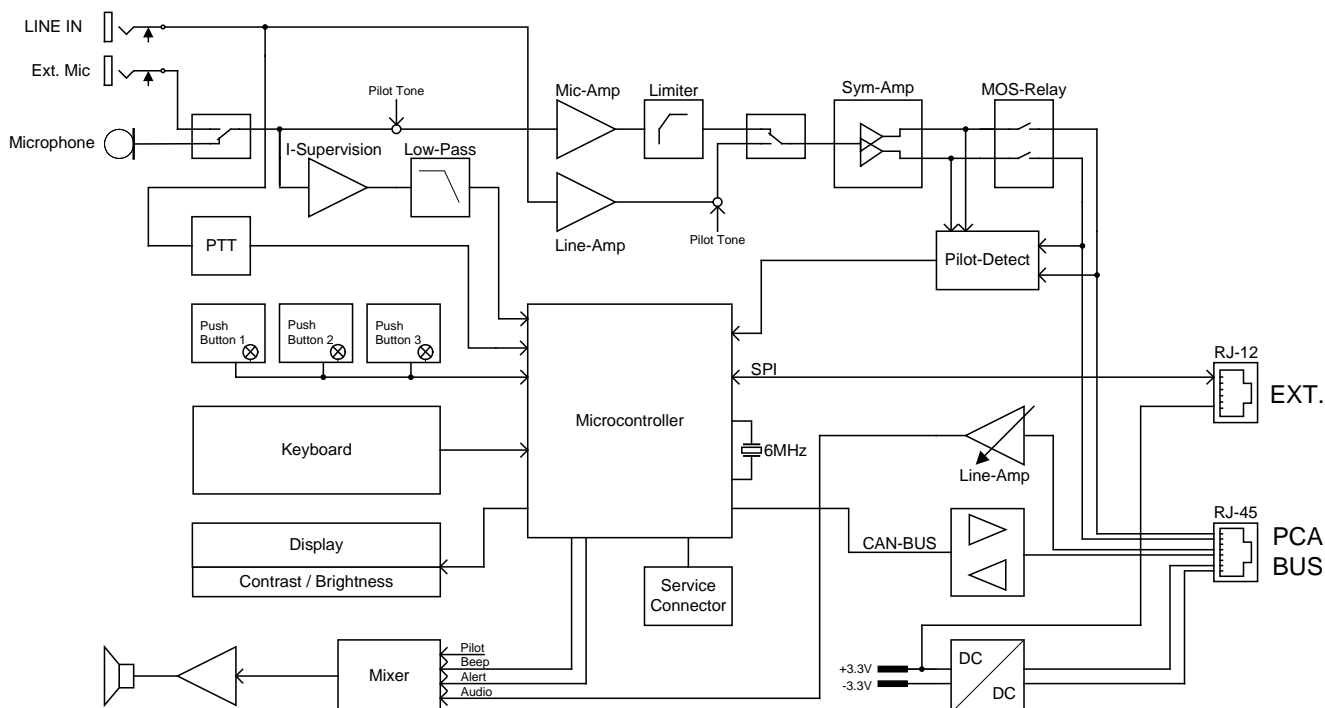 LINE IN
Ext. Mic
Microphone
Pilot Tone
Mic-Amp
Limiter
Sym-Amp
MOS-Relay
I-Supervision
Low-Pass
PTT
Line-Amp
Pilot Tone
Pilot-Detect
Push
Button 1
Push
Button 2
Push
Button 3
Microcontroller
SPI
RJ-12
EXT.
Keyboard
6MHz
Line-Amp
Display
Contrast / Brightness
CAN-BUS
RJ-45
PCA
BUS
Service
Connector
Mixer
Pilot
Beep
Alert
Audio
+3.3V
-3.3V
DC
DC